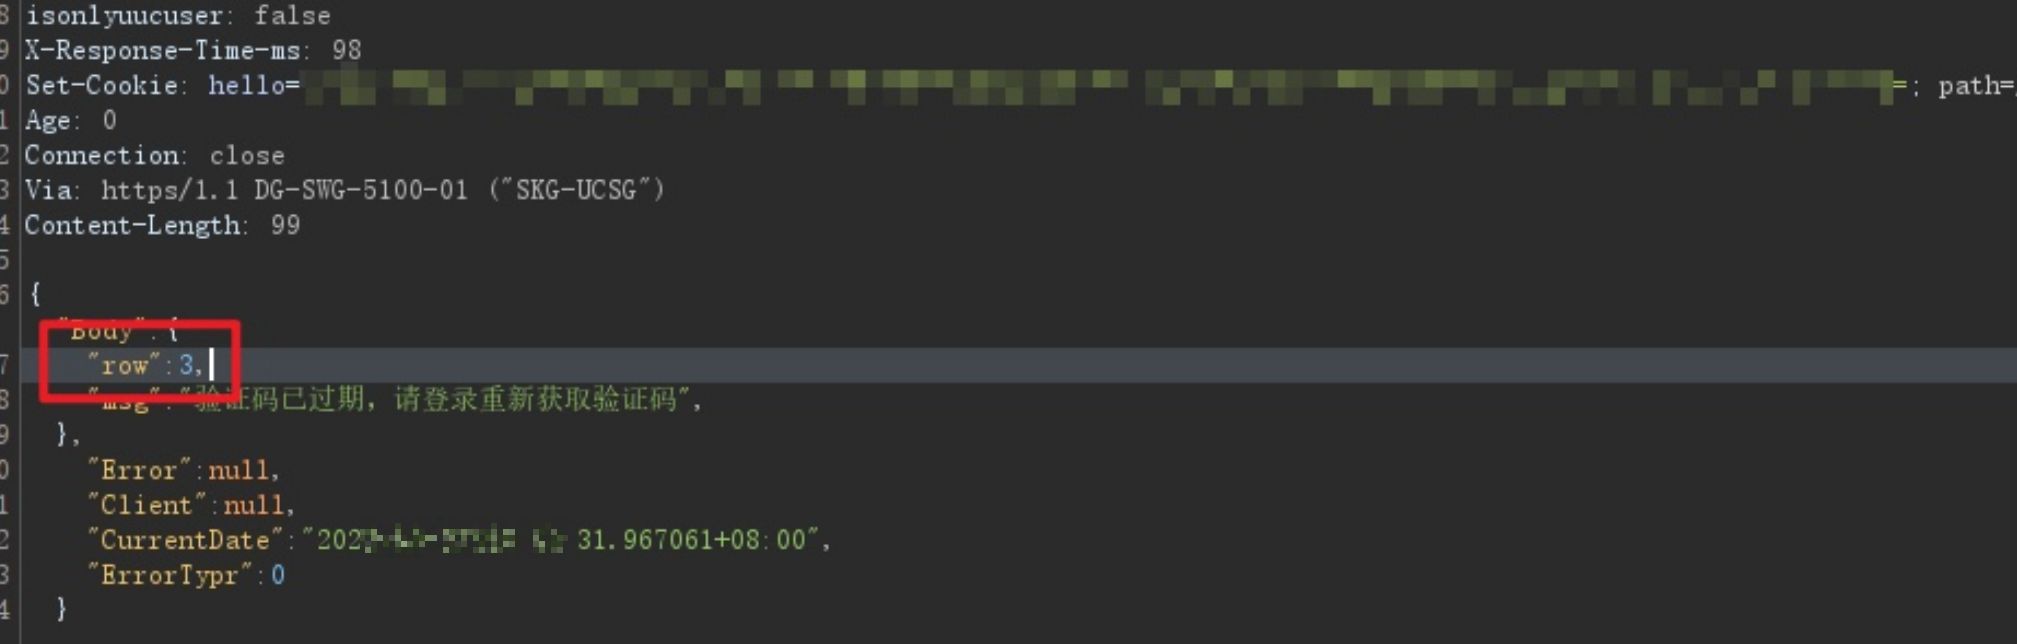 8 isonlyuucuser: false
9 X-Response-Time-ms: 98
0 Set-Cookie: hello= =; path=
1 Age: 0
2 Connection: close
3 Via: https/1.1 DG-SWG-5100-01 ("SKG-UCSG")
4 Content-Length: 99
5
6 {
"Body":{
7 "row":3,
8 "msg":"验证码已过期，请登录重新获取验证码",
9 },
0 "Error":null,
1 "Client":null,
2 "CurrentDate":"202 31.967061+08:00",
3 "ErrorTypr":0
4 }